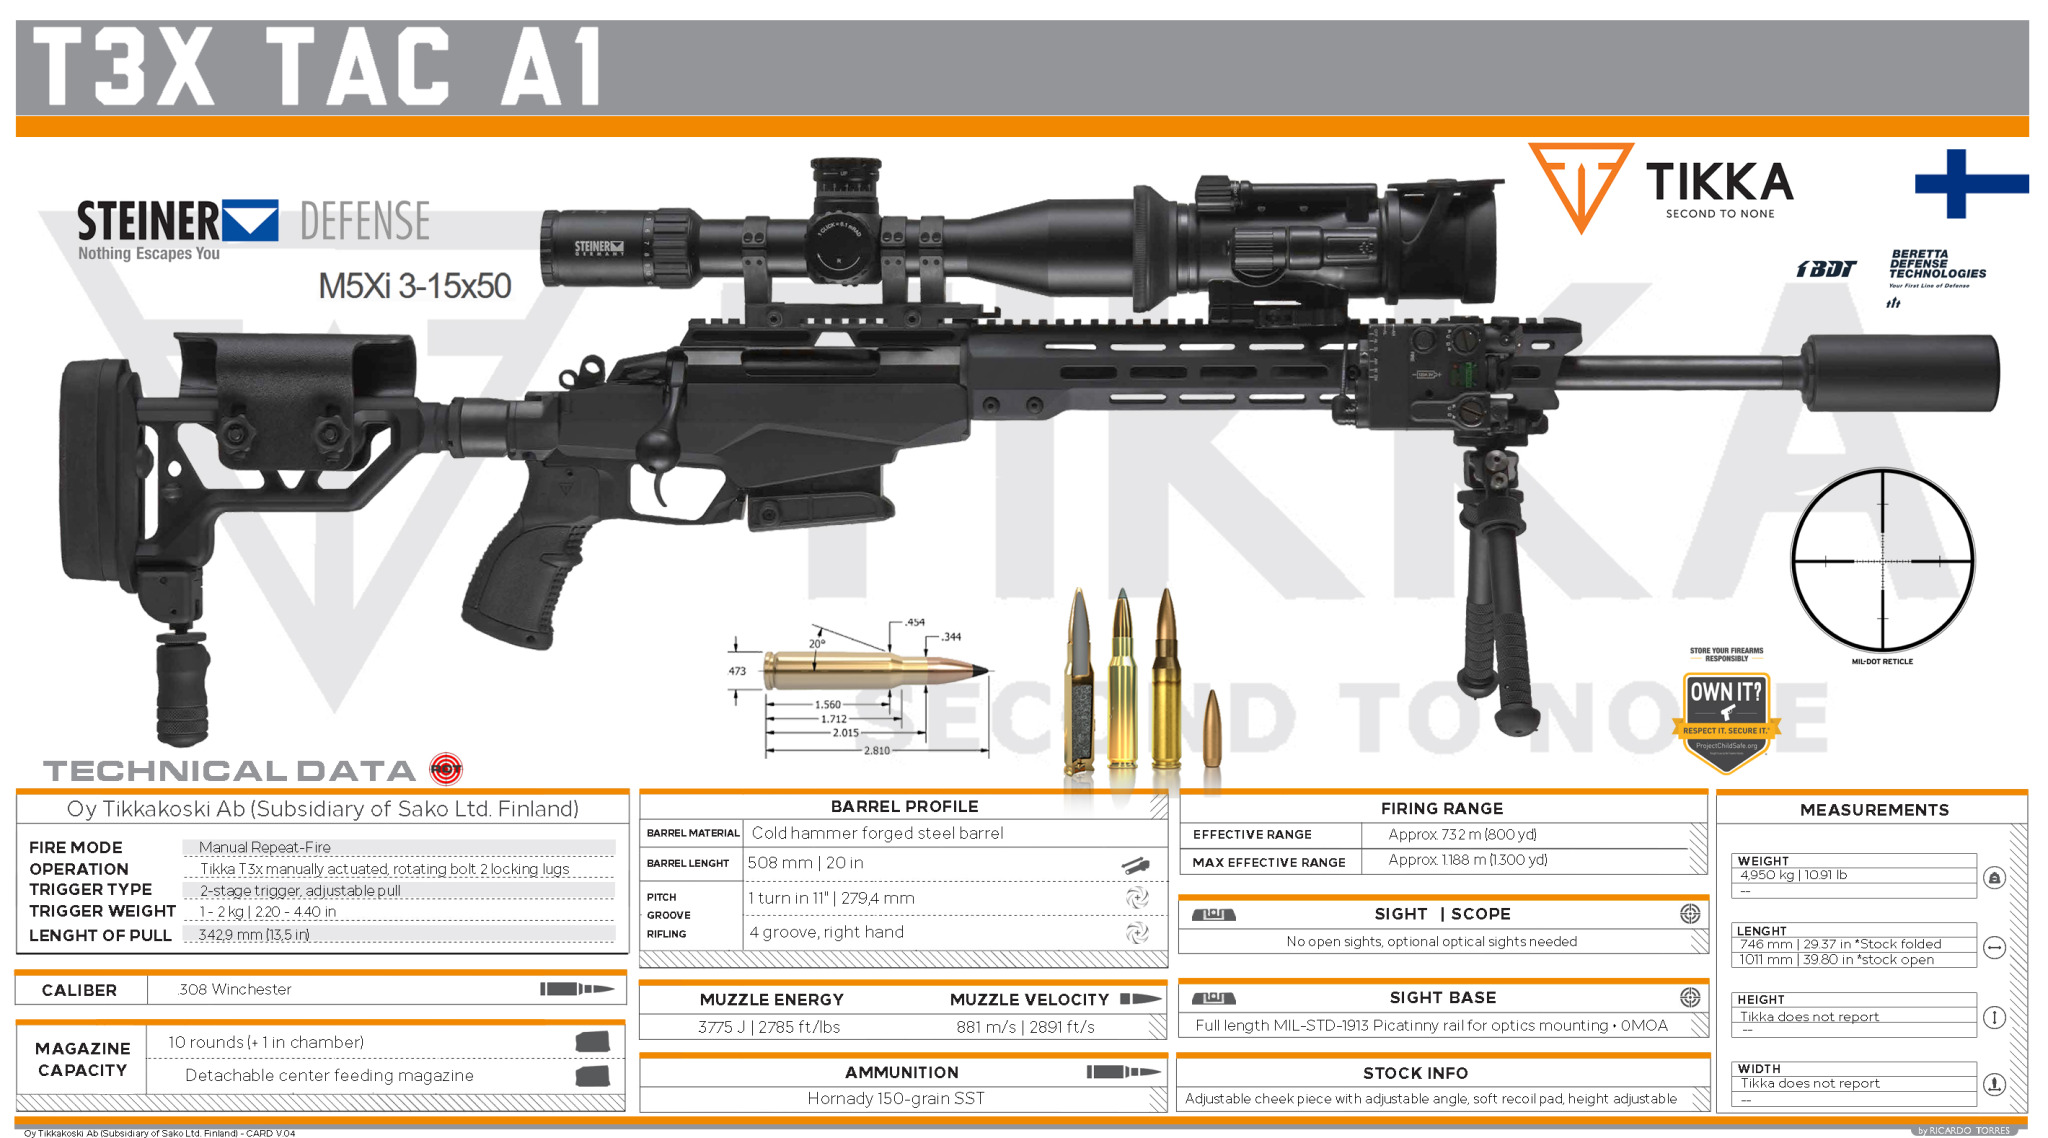 T3X TAC A1
STEINER DEFENSE
Nothing Escapes You
M5Xi 3-15x50
STEINER
GERMANY
UP
1 CLICK = 0.1 mRAD
TIKKA
SECOND TO NONE
BDT
BERETTA
DEFENSE
TECHNOLOGIES
Your First Line of Defense
TIKKA
SECOND TO NONE
MIL-DOT RETICLE
STORE YOUR FIREARMS
RESPONSIBLY
OWN IT?
RESPECT IT. SECURE IT.
ProjectChildSafe.org
.454
20°
.344
.473
1.560
1.712
2.015
2.810
TECHNICAL DATA
Oy Tikkakoski Ab (Subsidiary of Sako Ltd. Finland)
FIRE MODE Manual Repeat-Fire
OPERATION Tikka T3x manually actuated, rotating bolt 2 locking lugs
TRIGGER TYPE 2-stage trigger, adjustable pull
TRIGGER WEIGHT 1 - 2 kg | 2.20 - 4.40 in
LENGHT OF PULL 342,9 mm (13,5 in)
CALIBER .308 Winchester
MAGAZINE CAPACITY
10 rounds (+ 1 in chamber)
Detachable center feeding magazine
BARREL PROFILE
BARREL MATERIAL Cold hammer forged steel barrel
BARREL LENGHT 508 mm | 20 in
PITCH 1 turn in 11" | 279,4 mm
GROOVE
RIFLING 4 groove, right hand
MUZZLE ENERGY MUZZLE VELOCITY
3775 J | 2785 ft/lbs 881 m/s | 2891 ft/s
AMMUNITION
Hornady 150-grain SST
FIRING RANGE
EFFECTIVE RANGE Approx. 732 m (800 yd)
MAX EFFECTIVE RANGE Approx. 1.188 m (1.300 yd)
SIGHT | SCOPE
No open sights, optional optical sights needed
SIGHT BASE
Full length MIL-STD-1913 Picatinny rail for optics mounting • 0MOA
STOCK INFO
Adjustable cheek piece with adjustable angle, soft recoil pad, height adjustable
MEASUREMENTS
WEIGHT
4,950 kg | 10.91 lb
--
LENGHT
746 mm | 29.37 in *Stock folded
1011 mm | 39.80 in *stock open
HEIGHT
Tikka does not report
--
WIDTH
Tikka does not report
--
Oy Tikkakoski Ab (Subsidiary of Sako Ltd. Finland) - CARD V.04
by RICARDO TORRES